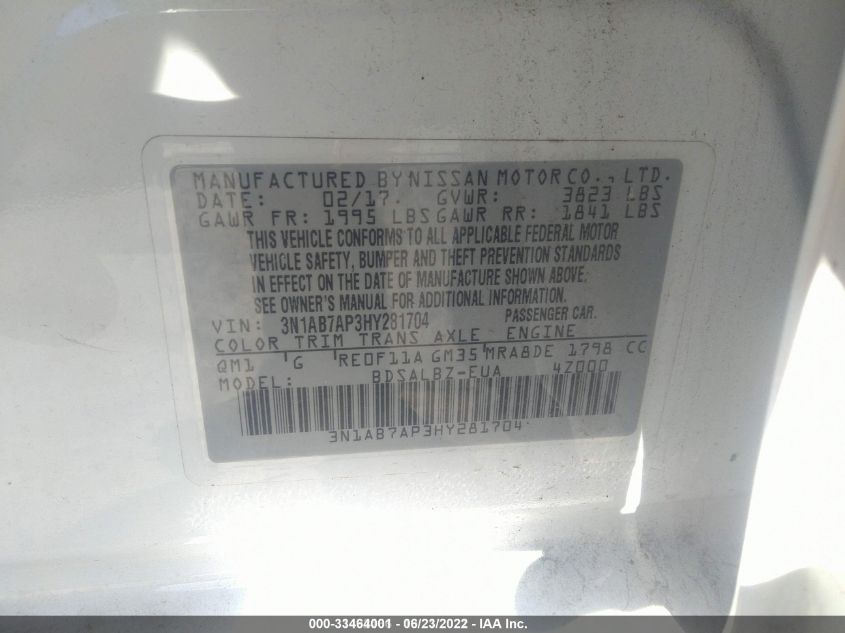 MANUFACTURED BY NISSAN MOTOR CO., LTD.
DATE: 02/17. GVWR: 3823 LBS
GAWR FR: 1995 LBS GAWR RR: 1841 LBS
THIS VEHICLE CONFORMS TO ALL APPLICABLE FEDERAL MOTOR
VEHICLE SAFETY, BUMPER AND THEFT PREVENTION STANDARDS
IN EFFECT ON THE DATE OF MANUFACTURE SHOWN ABOVE.
SEE OWNER'S MANUAL FOR ADDITIONAL INFORMATION.
VIN: 3N1AB7AP3HY281704 PASSENGER CAR.
COLOR TRIM TRANS AXLE ENGINE
QM1 G RE0F11A GM35 MRA8DE 1798 CC
MODEL: BDSALBZ-EUA 4Z000
3N1AB7AP3HY281704
000-33464001 - 06/23/2022 - IAA Inc.